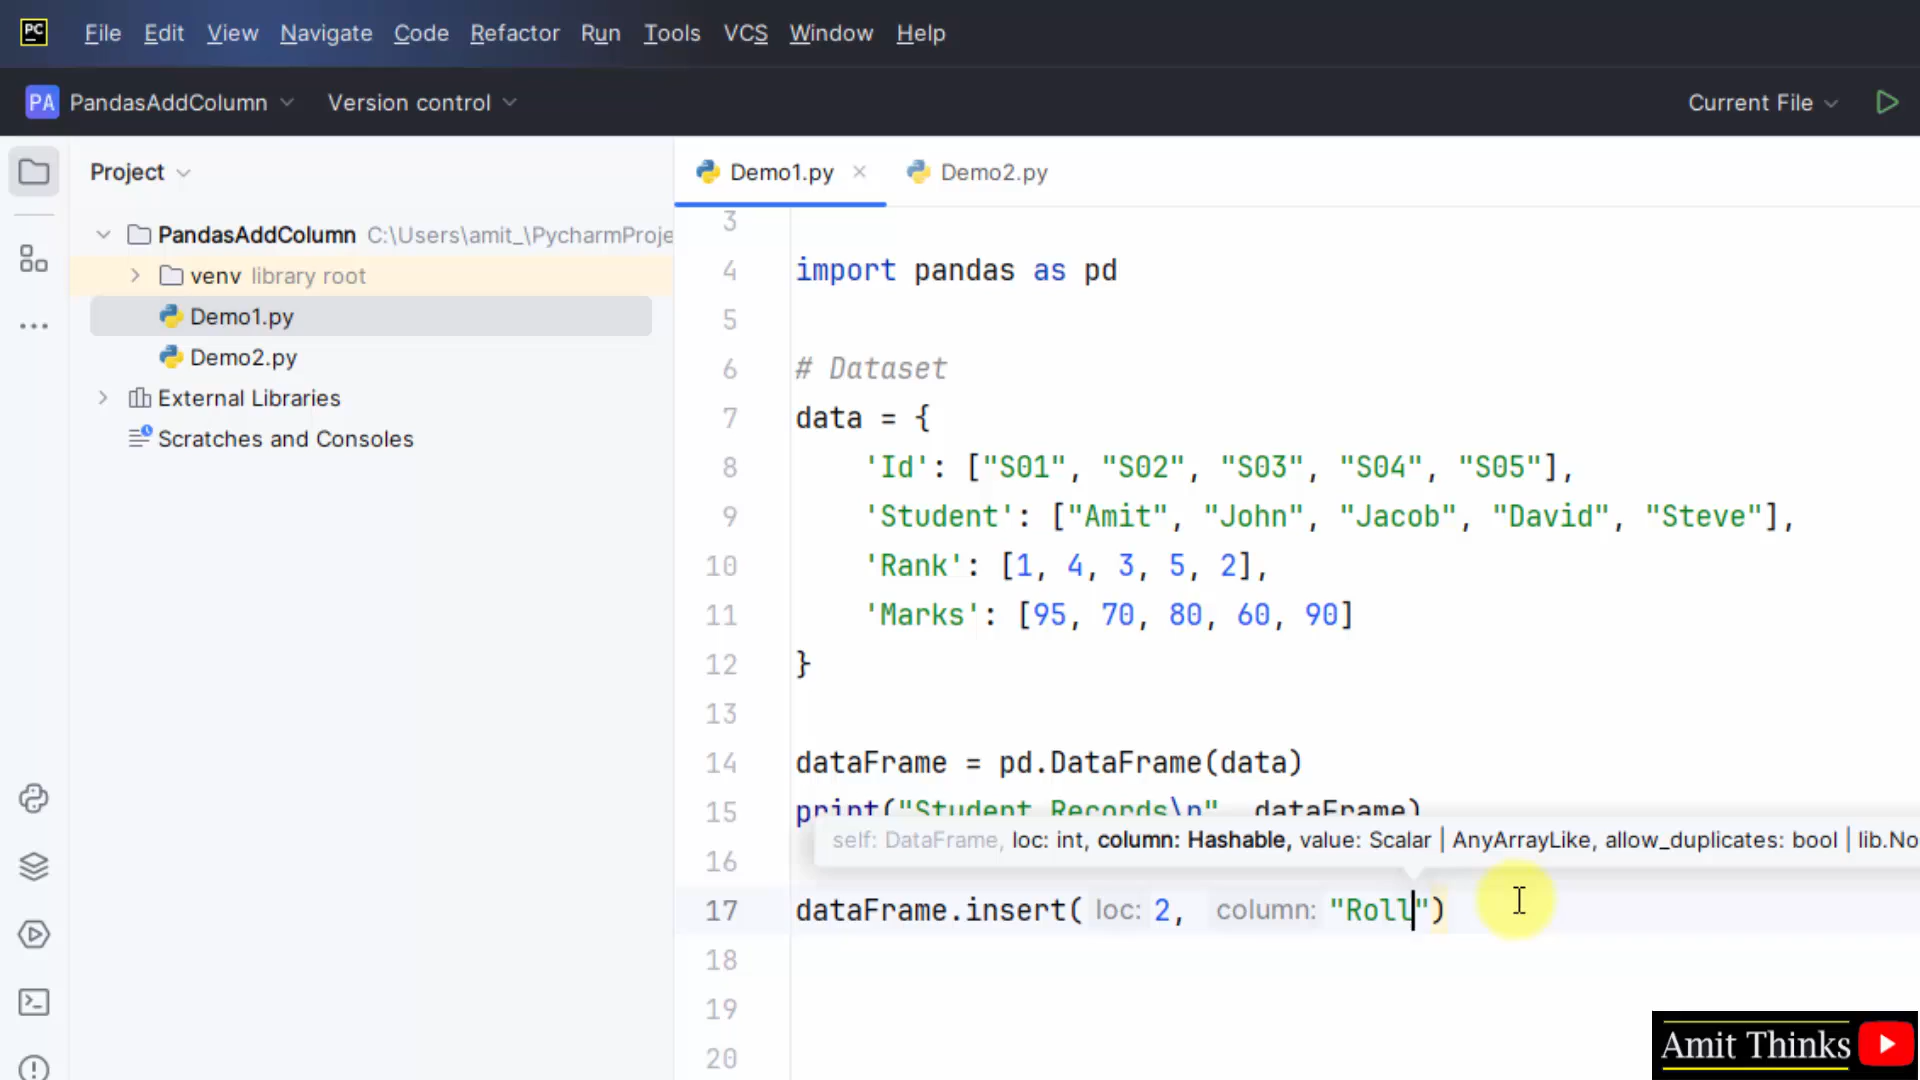 PC File Edit View Navigate Code Refactor Run Tools VCS Window Help
PA PandasAddColumn Version control Current File
Project
Demo1.py Demo2.py
PandasAddColumn C:\Users\amit_\PycharmProje
venv library root
Demo1.py
Demo2.py
External Libraries
Scratches and Consoles
3
4 import pandas as pd
5
6 # Dataset
7 data = {
8 'Id': ["S01", "S02", "S03", "S04", "S05"],
9 'Student': ["Amit", "John", "Jacob", "David", "Steve"],
10 'Rank': [1, 4, 3, 5, 2],
11 'Marks': [95, 70, 80, 60, 90]
12 }
13
14 dataFrame = pd.DataFrame(data)
15 print("Student Records\n", dataFrame)
self: DataFrame, loc: int, column: Hashable, value: Scalar | AnyArrayLike, allow_duplicates: bool | lib.No
16
17 dataFrame.insert( loc: 2, column: "Roll")
18
19
20
Amit Thinks